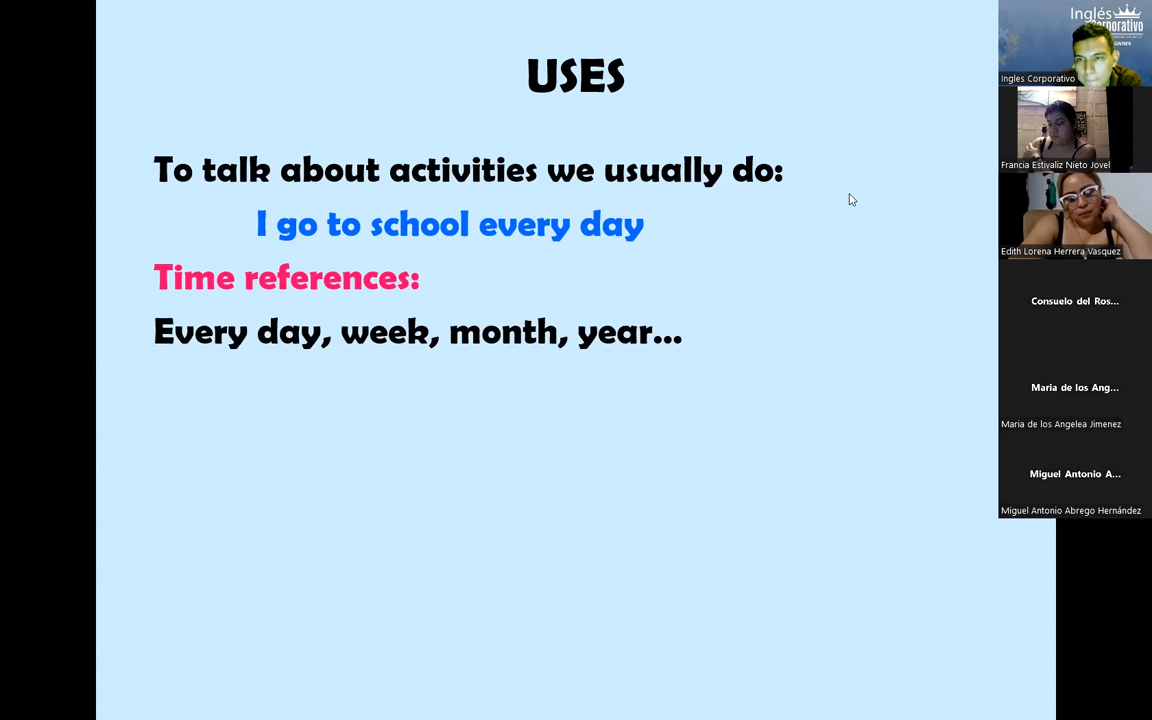 USES
To talk about activities we usually do:
I go to school every day
Time references:
Every day, week, month, year...
Inglés
Corporativo
Ingles Corporativo
Francia Estivaliz Nieto Jovel
Edith Lorena Herrera Vasquez
Consuelo del Ros...
Maria de los Ang...
Maria de los Angelea Jimenez
Miguel Antonio A...
Miguel Antonio Abrego Hernández